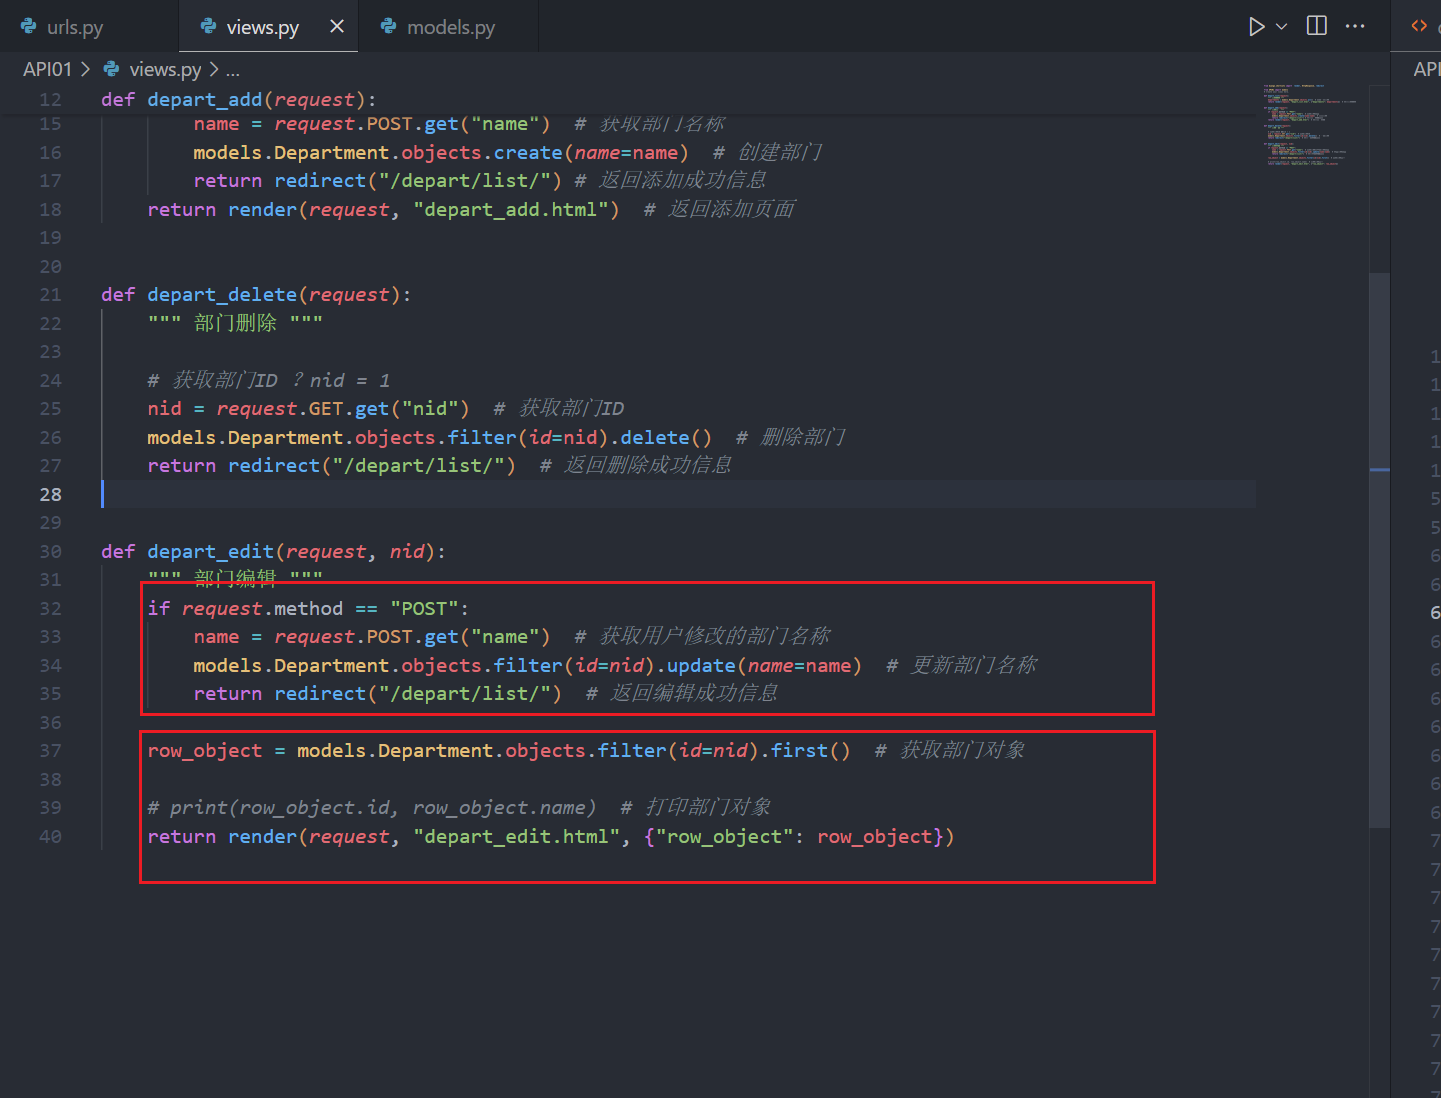 urls.py
views.py
models.py
API01 > views.py > ...
API
12 def depart_add(request):
15 name = request.POST.get("name")  # 获取部门名称
16 models.Department.objects.create(name=name)  # 创建部门
17 return redirect("/depart/list/") # 返回添加成功信息
18 return render(request, "depart_add.html")  # 返回添加页面
19
20
21 def depart_delete(request):
22 """ 部门删除 """
23
24 # 获取部门ID ？nid = 1
25 nid = request.GET.get("nid")  # 获取部门ID
26 models.Department.objects.filter(id=nid).delete()  # 删除部门
27 return redirect("/depart/list/")  # 返回删除成功信息
28
29
30 def depart_edit(request, nid):
31 """ 部门编辑 """
32 if request.method == "POST":
33 name = request.POST.get("name")  # 获取用户修改的部门名称
34 models.Department.objects.filter(id=nid).update(name=name)  # 更新部门名称
35 return redirect("/depart/list/")  # 返回编辑成功信息
36
37 row_object = models.Department.objects.filter(id=nid).first()  # 获取部门对象
38
39 # print(row_object.id, row_object.name)  # 打印部门对象
40 return render(request, "depart_edit.html", {"row_object": row_object})